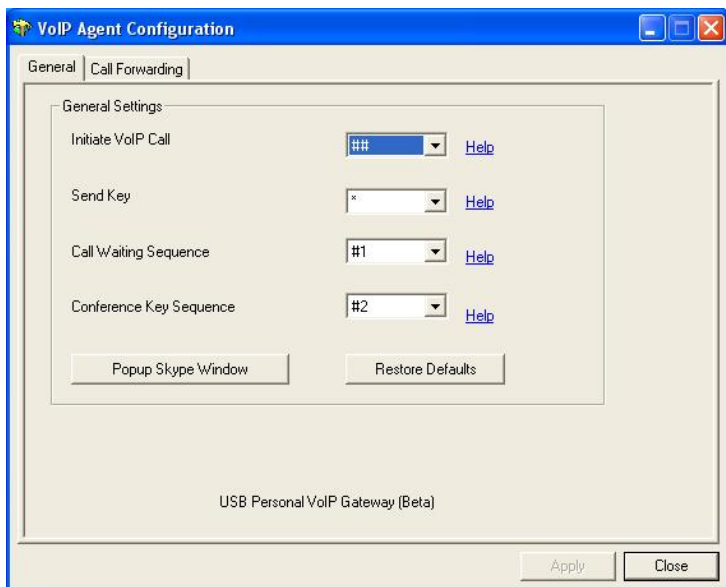 VoIP Agent Configuration
General
Call Forwarding
General Settings
Initiate VoIP Call
##
Help
Send Key
*
Help
Call Waiting Sequence
#1
Help
Conference Key Sequence
#2
Help
Popup Skype Window
Restore Defaults
USB Personal VoIP Gateway (Beta)
Apply
Close